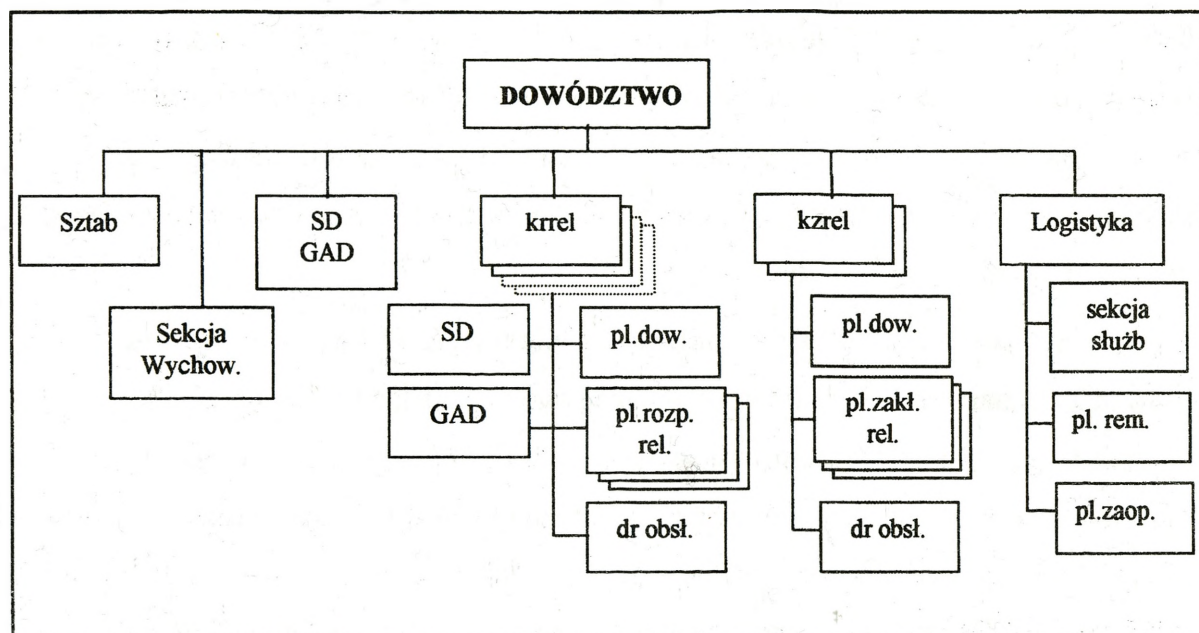 DOWÓDZTWO
Sztab
SD
GAD
krrel
kzrel
Logistyka
Sekcja
Wychow.
SD
GAD
pl.dow.
pl.rozp.
rel.
dr obsł.
pl.dow.
pl.zakł.
rel.
dr obsł.
sekcja
służb
pl. rem.
pl.zaop.